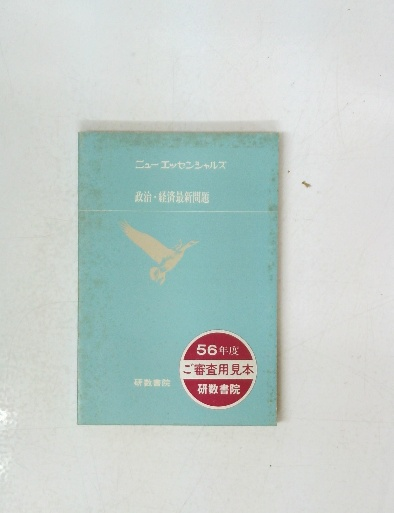 ニューエッセンシャルズ
政治・経済最新問題
研数書院
56年度
ご審査用見本
研数書院